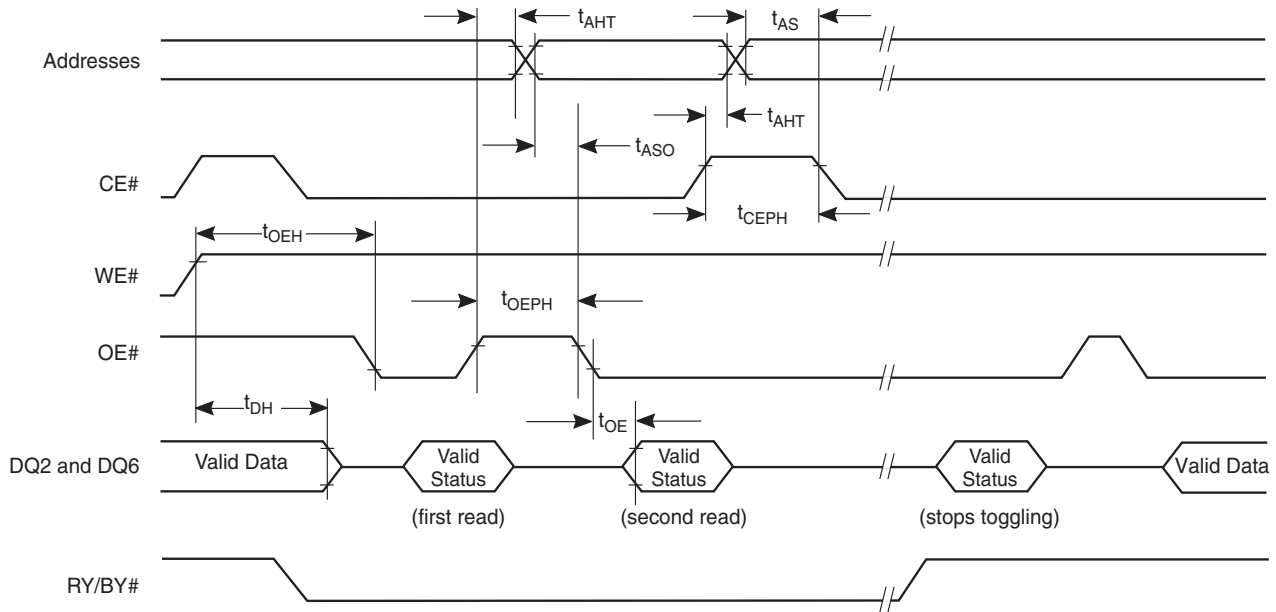 tAHT
tAS
Addresses
tAHT
tASO
CE#
tCEPH
tOEH
WE#
tOEPH
OE#
tDH
tOE
DQ2 and DQ6
Valid Data
Valid
Status
Valid
Status
Valid
Status
Valid Data
(first read)
(second read)
(stops toggling)
RY/BY#